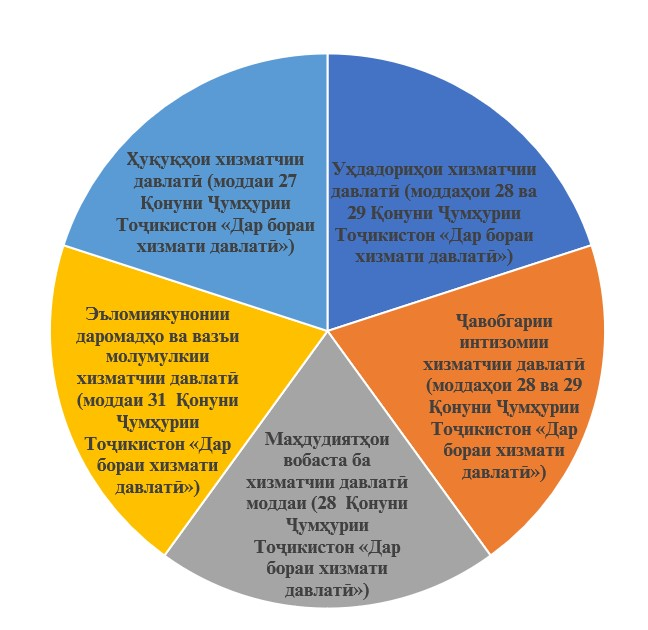 Ҳуқуқҳои хизматчии
давлатӣ (моддаи 27
Қонуни Ҷумҳурии
Тоҷикистон «Дар бораи
хизмати давлатӣ»)
Уҳдадориҳои хизматчии
давлатӣ (моддаҳои 28 ва
29 Қонуни Ҷумҳурии
Тоҷикистон «Дар бораи
хизмати давлатӣ»)
Ҷавобгарии
интизомии
хизматчии давлатӣ
(моддаҳои 28 ва 29
Қонуни Ҷумҳурии
Тоҷикистон «Дар
бораи хизмати
давлатӣ»)
Маҳдудиятҳои
вобаста ба
хизматчии давлатӣ
моддаи (28 Қонуни
Ҷумҳурии
Тоҷикистон «Дар
бораи хизмати
давлатӣ»)
Эъломиякунонии
даромадҳо ва вазъи
молумулкии
хизматчии давлатӣ
(моддаи 31 Қонуни
Ҷумҳурии
Тоҷикистон «Дар
бораи хизмати
давлатӣ»)